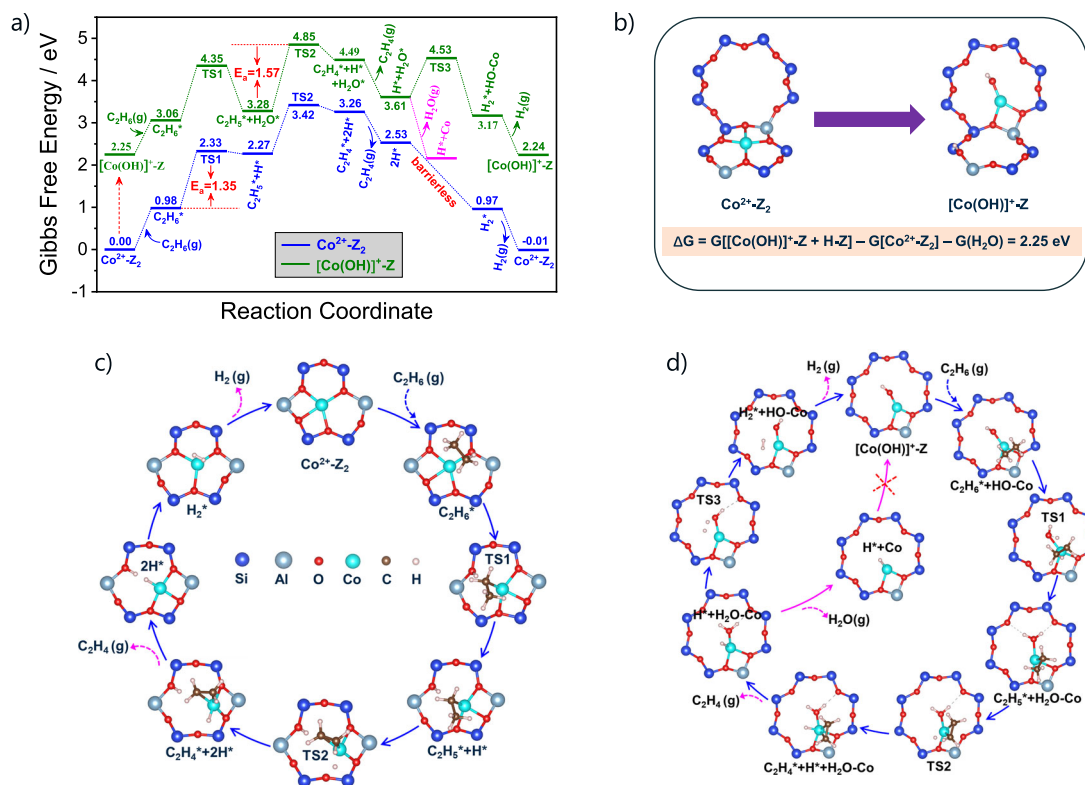 a)
Gibbs Free Energy / eV
5
4
3
2
1
0
-1
Reaction Coordinate
2.25
[Co(OH)]⁺-Z
C₂H₆(g)
3.06
C₂H₆*
4.35
TS1
Eₐ=1.57
3.28
C₂H₅*+H₂O*
4.85
TS2
4.49
C₂H₄*+H*
+H₂O*
C₂H₄(g)
H*+H₂O*
3.61
4.53
TS3
H₂O(g)
H*+Co
H₂*+HO-Co
3.17
H₂(g)
2.24
[Co(OH)]⁺-Z
0.00
Co²⁺-Z₂
C₂H₆(g)
0.98
C₂H₆*
2.33
TS1
Eₐ=1.35
2.27
C₂H₅*+H*
TS2
3.42
3.26
C₂H₄*+2H*
C₂H₄(g)
2.53
2H*
barrierless
0.97
H₂*
H₂(g)
-0.01
Co²⁺-Z₂
Co²⁺-Z₂
[Co(OH)]⁺-Z
b)
Co²⁺-Z₂
[Co(OH)]⁺-Z
ΔG = G[[Co(OH)]⁺-Z + H-Z] – G[Co²⁺-Z₂] – G(H₂O) = 2.25 eV
c)
H₂(g)
C₂H₆(g)
Co²⁺-Z₂
H₂*
C₂H₆*
2H*
TS1
Si Al O Co C H
C₂H₄(g)
C₂H₄*+2H*
TS2
C₂H₅*+H*
d)
H₂(g)
C₂H₆(g)
H₂*+HO-Co
[Co(OH)]⁺-Z
C₂H₆*+HO-Co
TS3
TS1
H*+Co
H*+H₂O-Co
H₂O(g)
C₂H₄(g)
C₂H₅*+H₂O-Co
C₂H₄*+H*+H₂O-Co
TS2